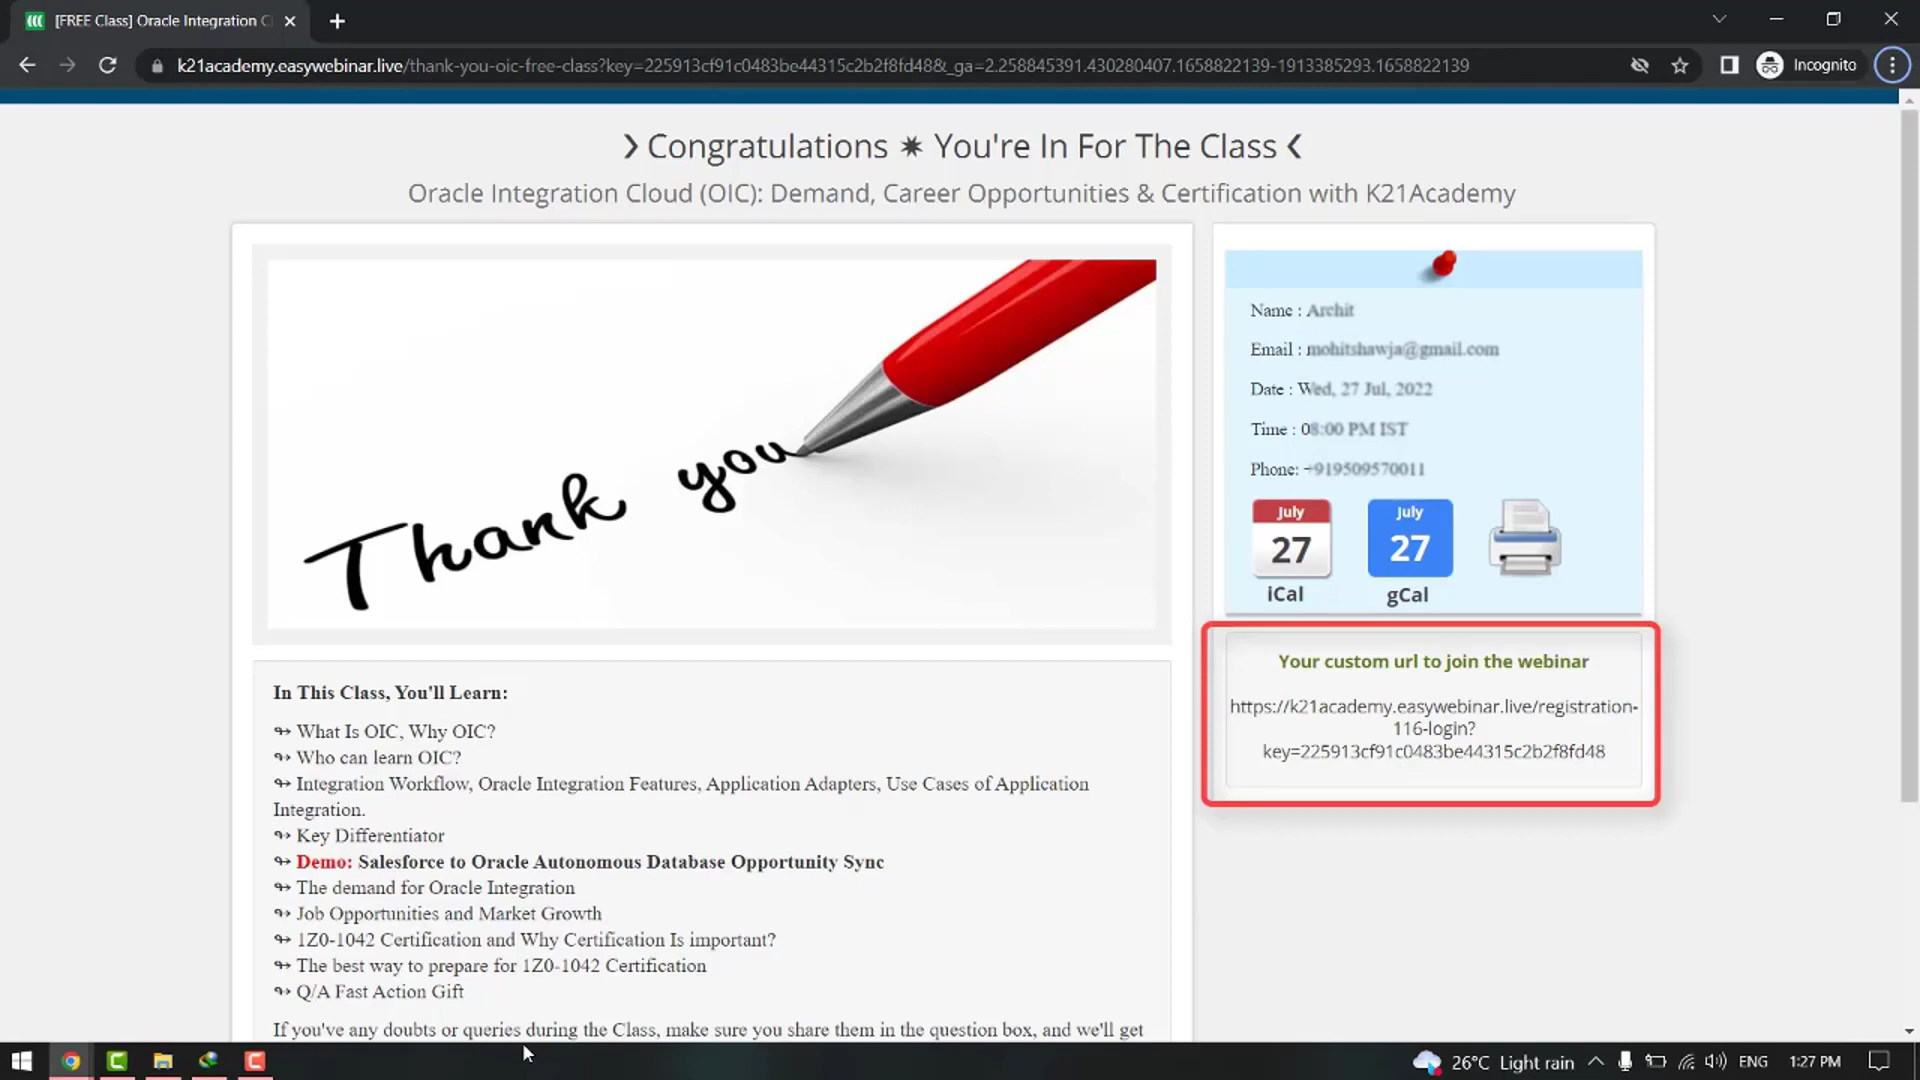 [FREE Class] Oracle Integration C
k21academy.easywebinar.live/thank-you-oic-free-class?key=225913cf91c0483be44315c2b2f8fd48&_ga=2.258845391.430280407.1658822139-1913385293.1658822139
Incognito
Congratulations ✷ You're In For The Class
Oracle Integration Cloud (OIC): Demand, Career Opportunities & Certification with K21Academy
Thank you
Name : Archit
Email : mohitshawja@gmail.com
Date : Wed, 27 Jul, 2022
Time : 08:00 PM IST
Phone: +919509570011
July
27
iCal
July
27
gCal
Your custom url to join the webinar
https://k21academy.easywebinar.live/registration-
116-login?
key=225913cf91c0483be44315c2b2f8fd48
In This Class, You'll Learn:
↬ What Is OIC, Why OIC?
↬ Who can learn OIC?
↬ Integration Workflow, Oracle Integration Features, Application Adapters, Use Cases of Application
Integration.
↬ Key Differentiator
↬ Demo: Salesforce to Oracle Autonomous Database Opportunity Sync
↬ The demand for Oracle Integration
↬ Job Opportunities and Market Growth
↬ 1Z0-1042 Certification and Why Certification Is important?
↬ The best way to prepare for 1Z0-1042 Certification
↬ Q/A Fast Action Gift
If you've any doubts or queries during the Class, make sure you share them in the question box, and we'll get
26°C Light rain
ENG
1:27 PM